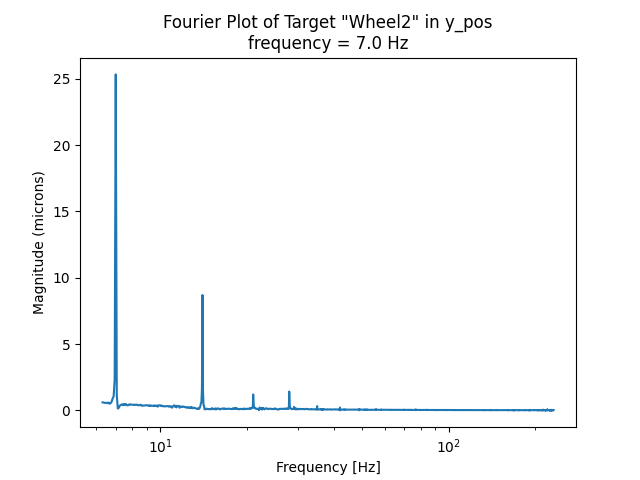 Fourier Plot of Target "Wheel2" in y_pos
frequency = 7.0 Hz
25
20
15
10
5
0
Magnitude (microns)
10¹
10²
Frequency [Hz]